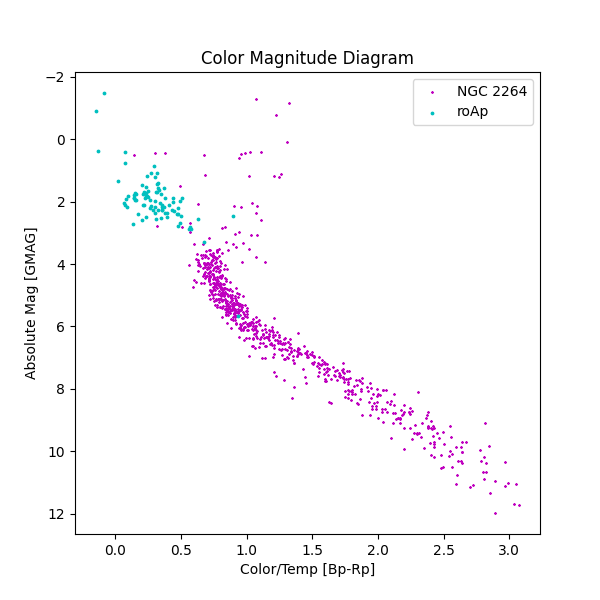 Color Magnitude Diagram
NGC 2264
roAp
−2
0
2
4
6
8
10
12
Absolute Mag [GMAG]
0.0 0.5 1.0 1.5 2.0 2.5 3.0
Color/Temp [Bp-Rp]